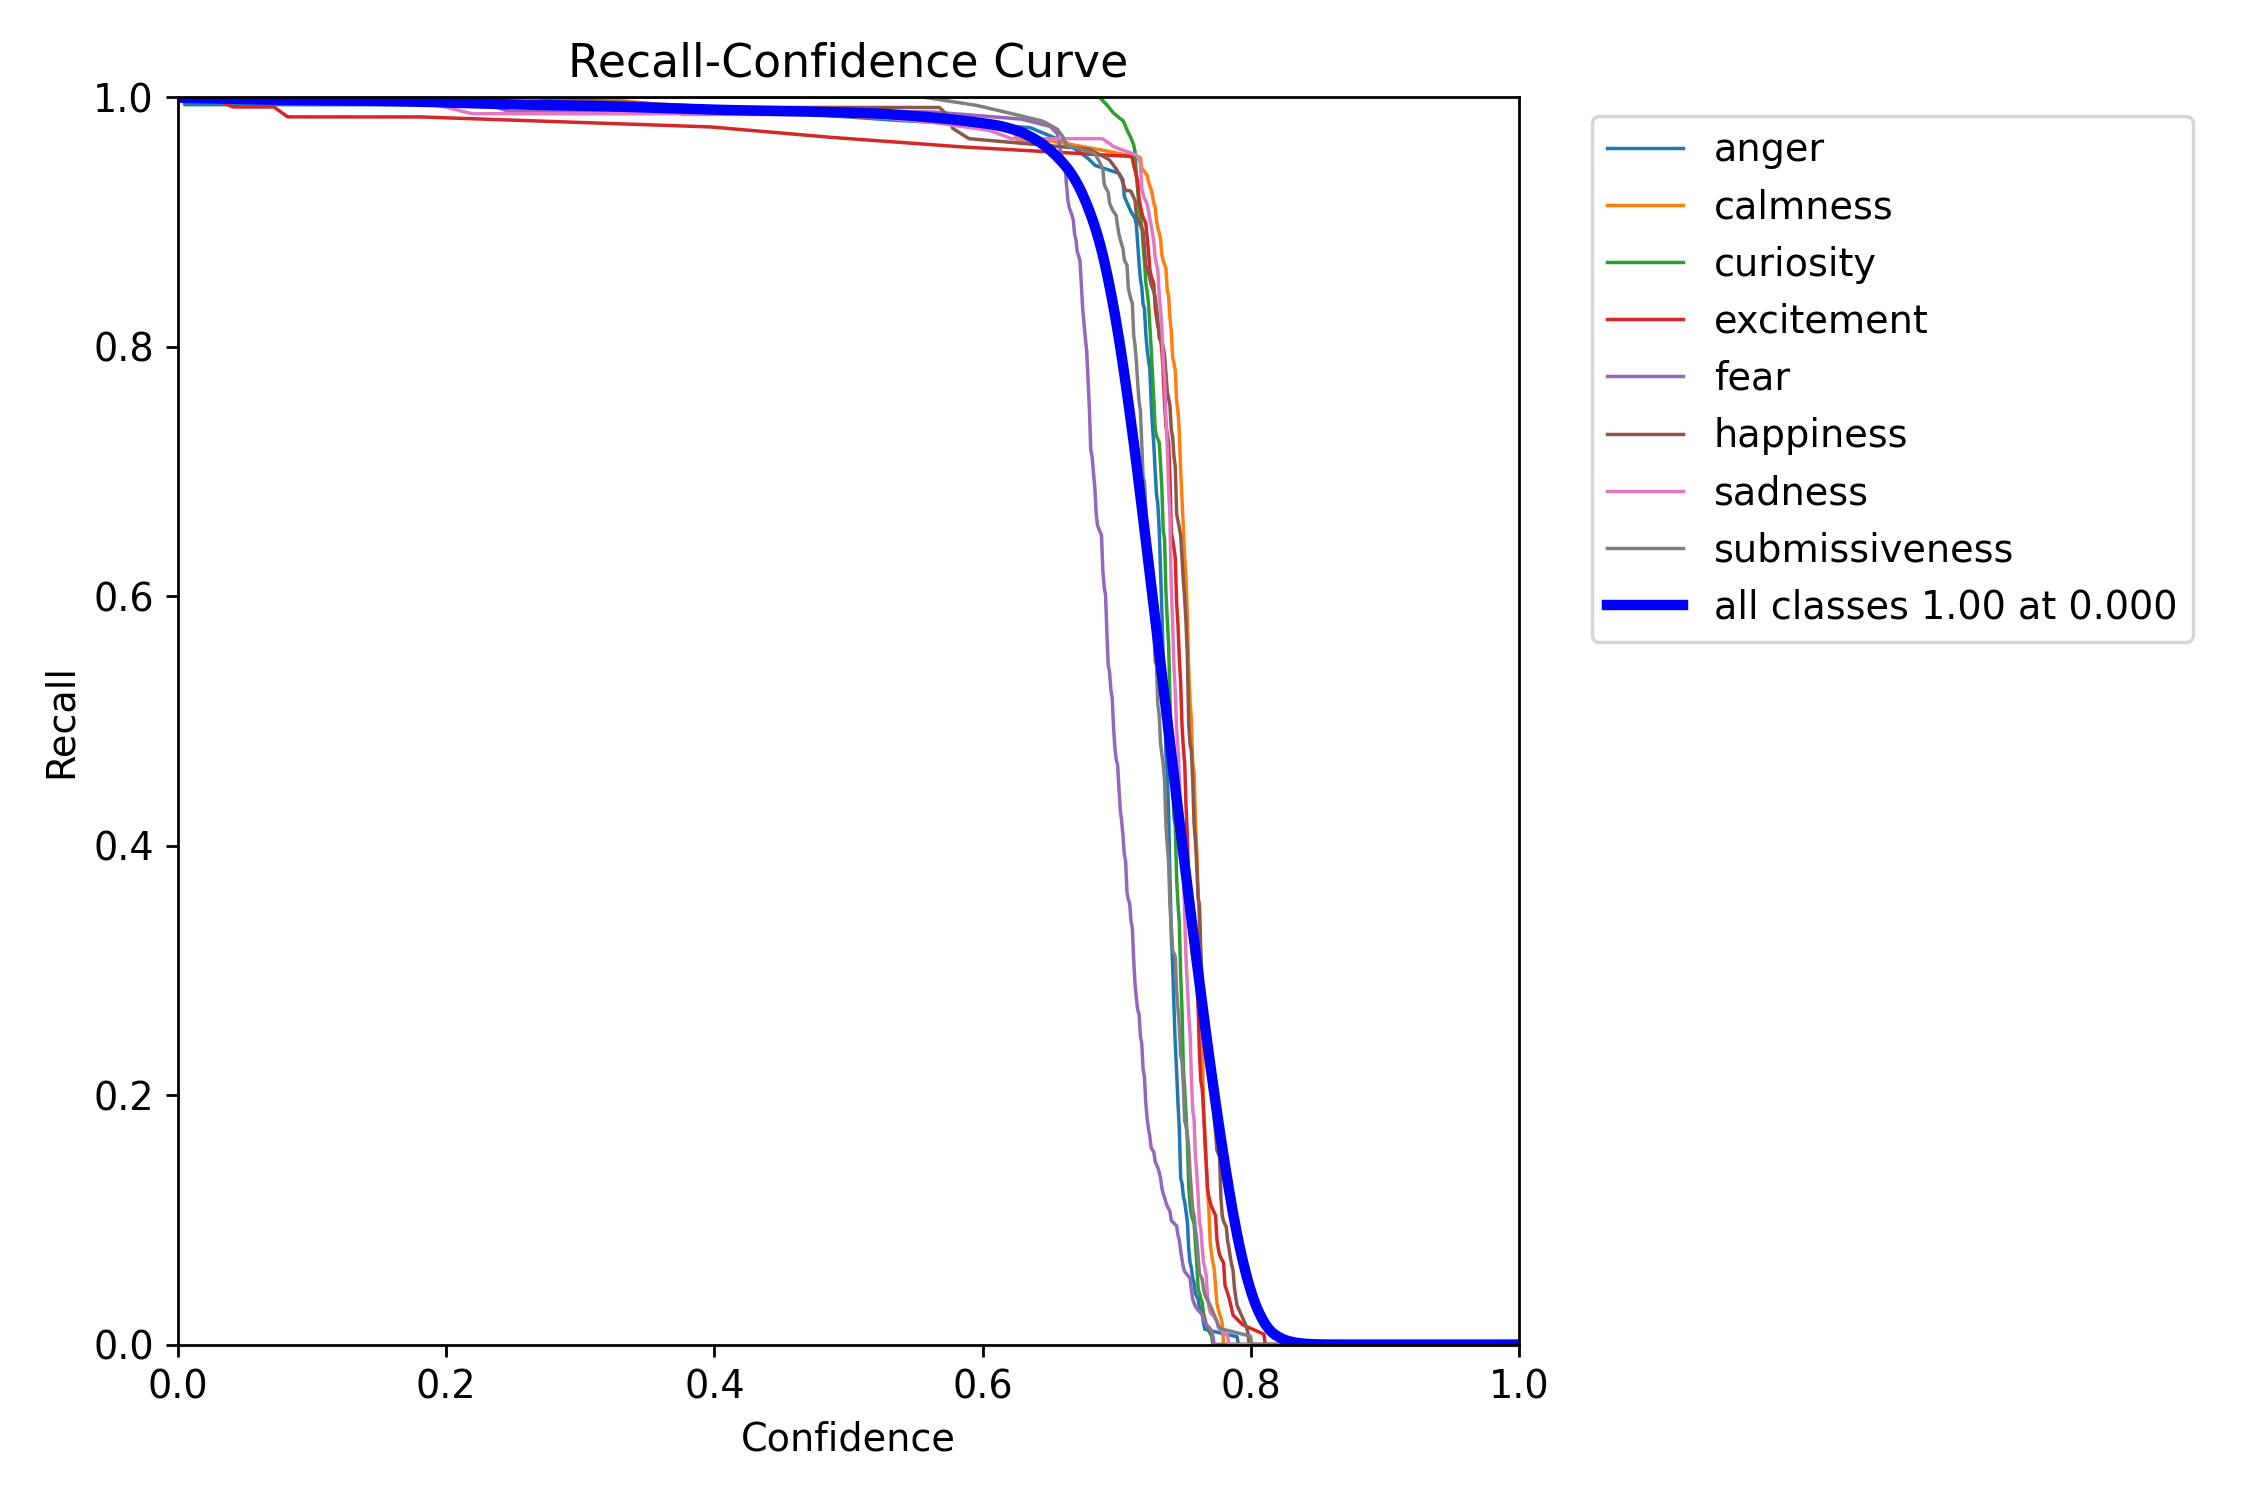 Recall-Confidence Curve
1.0
0.8
0.6
0.4
0.2
0.0
Recall
0.0 0.2 0.4 0.6 0.8 1.0
Confidence
anger
calmness
curiosity
excitement
fear
happiness
sadness
submissiveness
all classes 1.00 at 0.000